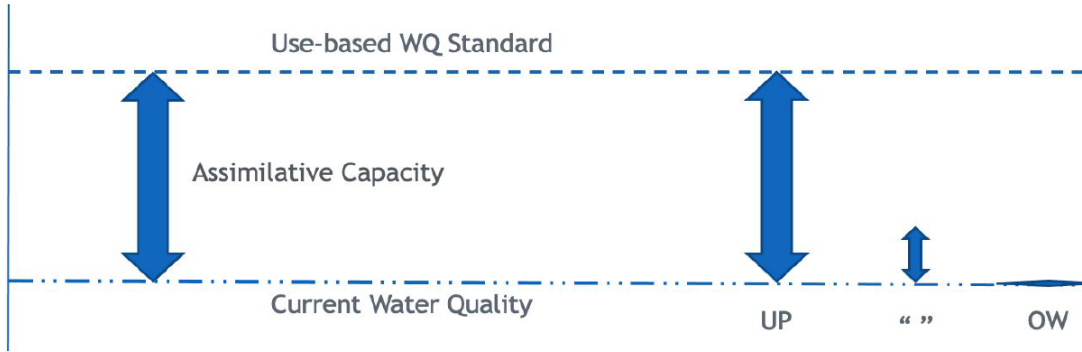 Use-based WQ Standard
Assimilative Capacity
Current Water Quality
UP
“ ”
OW